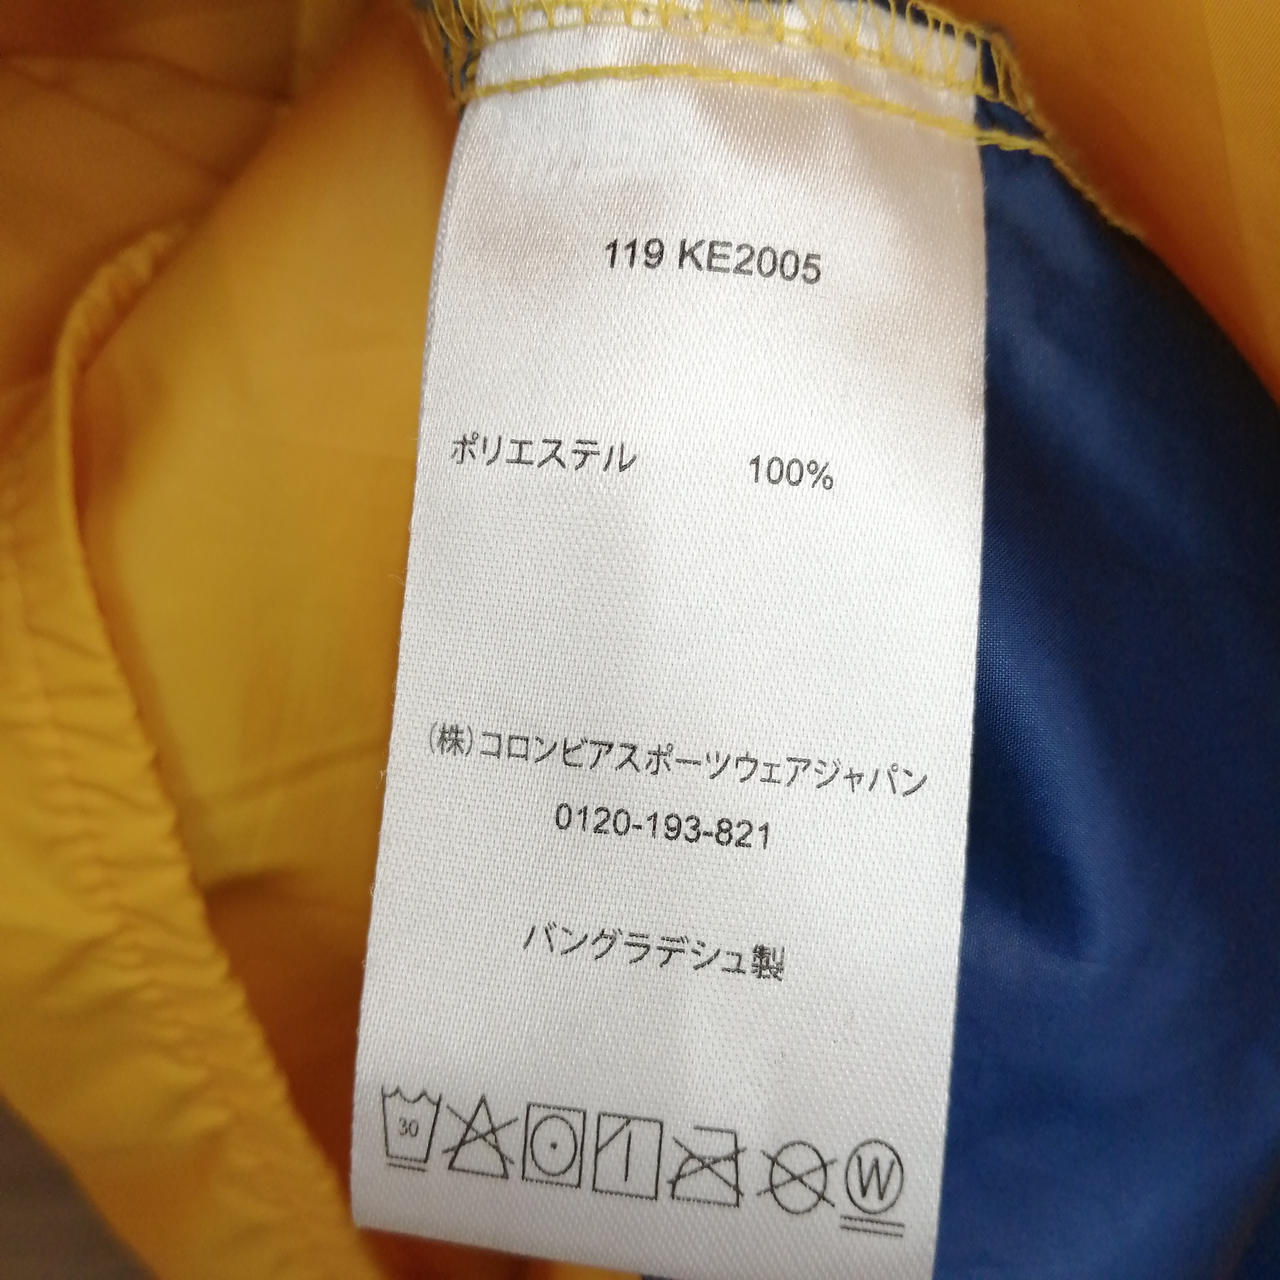 119 KE2005
ポリエステル 100%
(株)コロンビアスポーツウェアジャパン
0120-193-821
バングラデシュ製
30
W